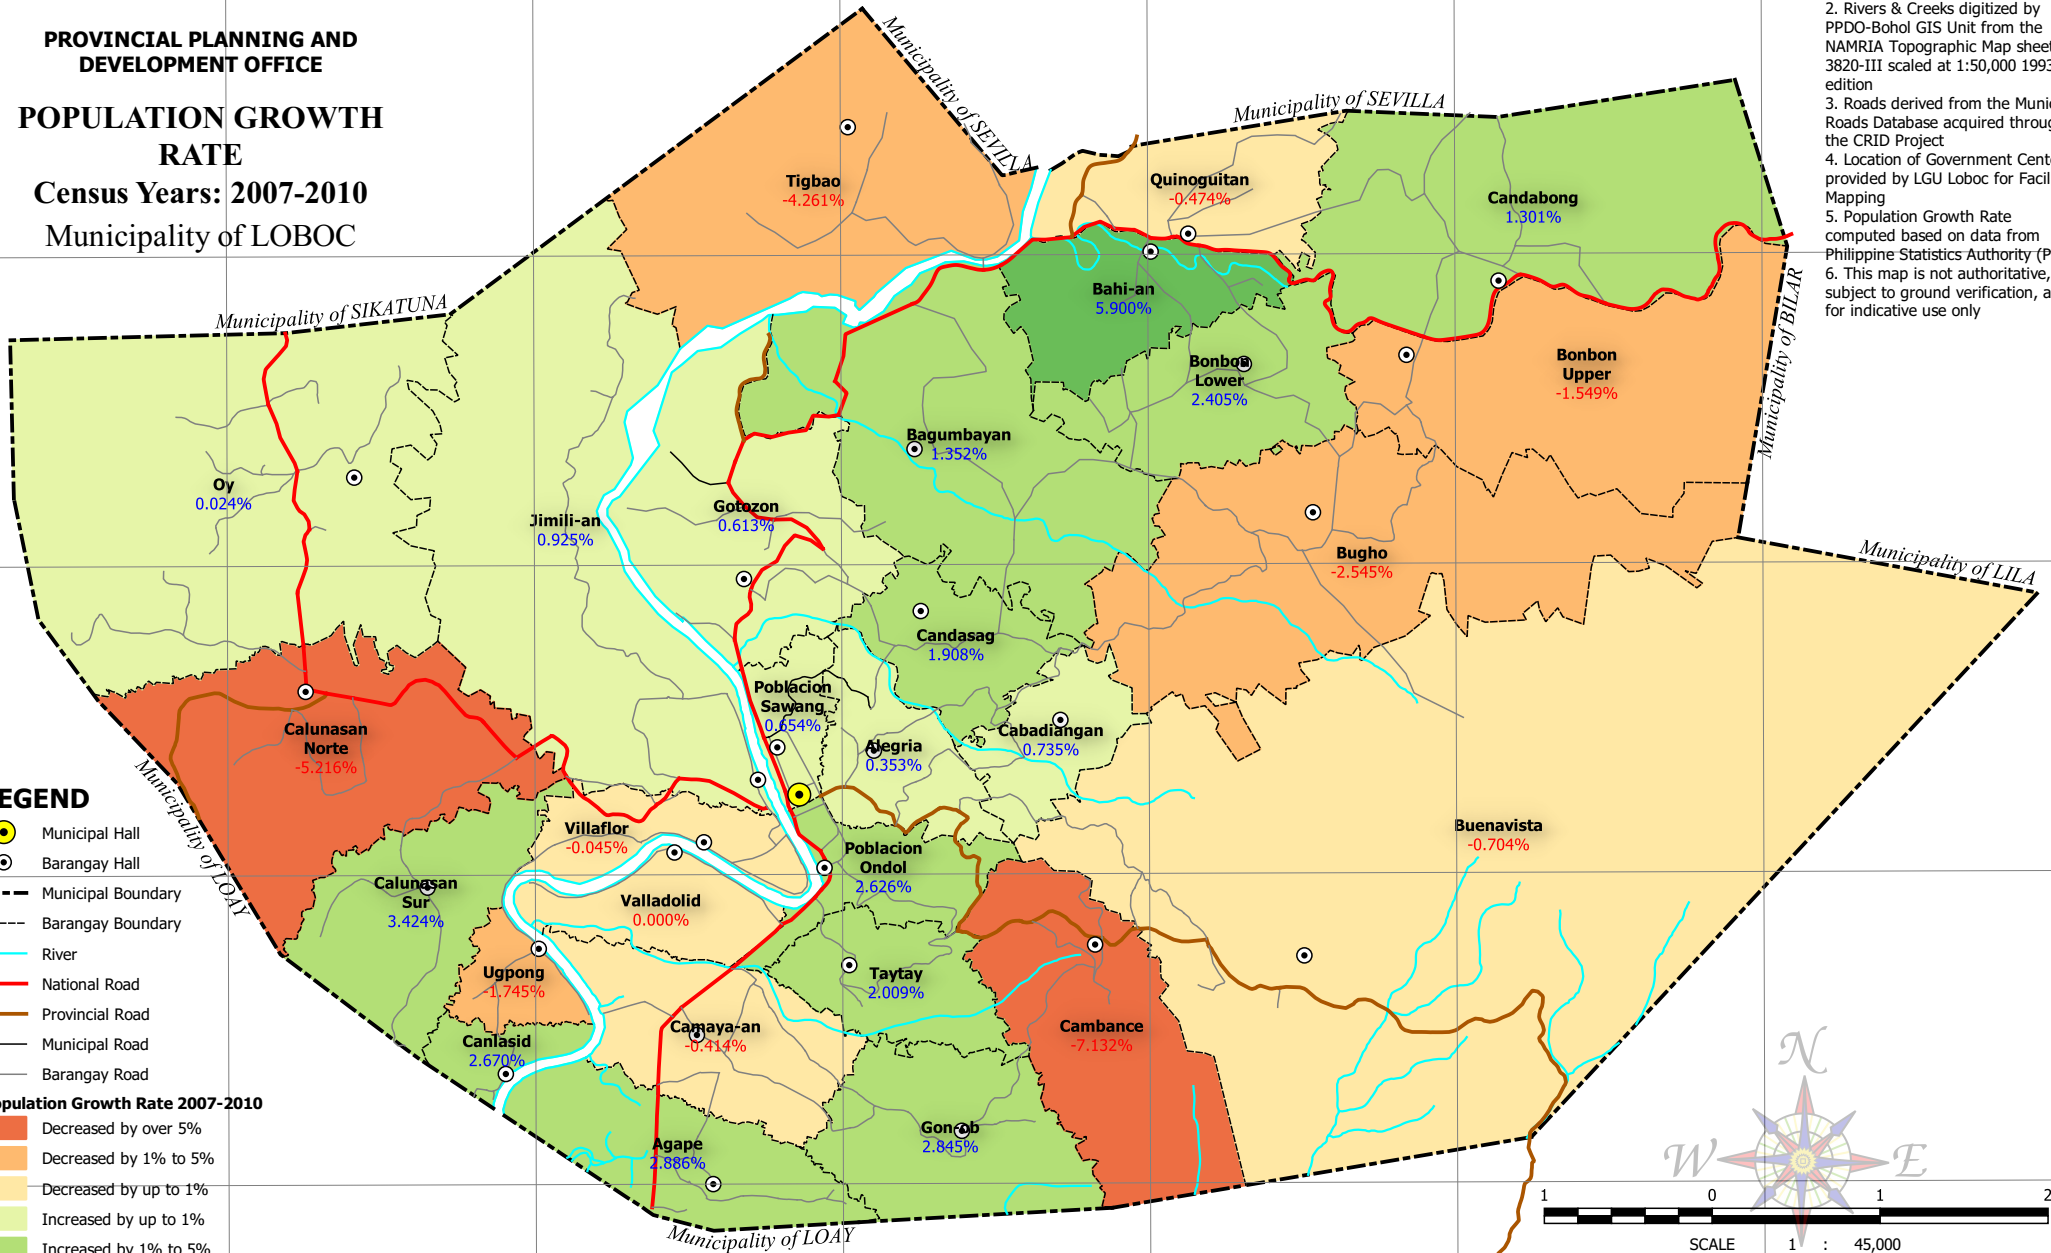 PROVINCIAL PLANNING AND
DEVELOPMENT OFFICE
POPULATION GROWTH
RATE
Census Years: 2007-2010
Municipality of LOBOC
2. Rivers & Creeks digitized by
PPDO-Bohol GIS Unit from the
NAMRIA Topographic Map sheet
3820-III scaled at 1:50,000 1993
edition
3. Roads derived from the Munic
Roads Database acquired throug
the CRID Project
4. Location of Government Cent
provided by LGU Loboc for Facil
Mapping
5. Population Growth Rate
computed based on data from
Philippine Statistics Authority (P
6. This map is not authoritative,
subject to ground verification, a
for indicative use only
Municipality of SEVILLA
Municipality of SEVILLA
Municipality of SIKATUNA
Municipality of BILAR
Municipality of LILA
Municipality of LOAY
Municipality of LOAY
Tigbao
-4.261%
Quinoguitan
-0.474%
Candabong
1.301%
Bahi-an
5.900%
Bonbon
Lower
2.405%
Bonbon
Upper
-1.549%
Bagumbayan
1.352%
Oy
0.024%
Jimili-an
0.925%
Gotozon
0.613%
Bugho
-2.545%
Candasag
1.908%
Poblacion
Sawang
0.654%
Cabadiangan
0.735%
Alegria
0.353%
Calunasan
Norte
-5.216%
Villaflor
-0.045%
Buenavista
-0.704%
Poblacion
Ondol
2.626%
Calunasan
Sur
3.424%
Valladolid
0.000%
Ugpong
-1.745%
Taytay
2.009%
Camaya-an
-0.414%
Cambance
-7.132%
Canlasid
2.670%
Agape
2.886%
Gon-ob
2.845%
EGEND
Municipal Hall
Barangay Hall
Municipal Boundary
Barangay Boundary
River
National Road
Provincial Road
Municipal Road
Barangay Road
opulation Growth Rate 2007-2010
Decreased by over 5%
Decreased by 1% to 5%
Decreased by up to 1%
Increased by up to 1%
Increased by 1% to 5%
N
W
E
1 0 1 2
SCALE 1 : 45,000